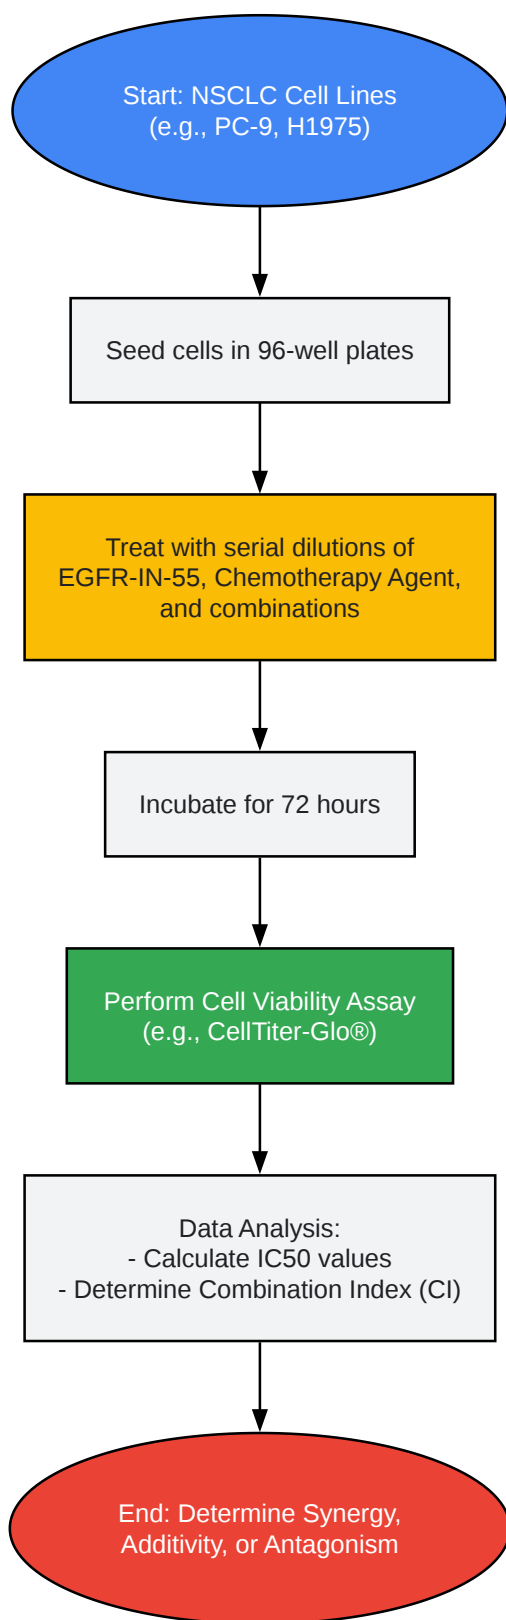 Start: NSCLC Cell Lines
(e.g., PC-9, H1975)
Seed cells in 96-well plates
Treat with serial dilutions of
EGFR-IN-55, Chemotherapy Agent,
and combinations
Incubate for 72 hours
Perform Cell Viability Assay
(e.g., CellTiter-Glo®)
Data Analysis:
- Calculate IC50 values
- Determine Combination Index (CI)
End: Determine Synergy,
Additivity, or Antagonism